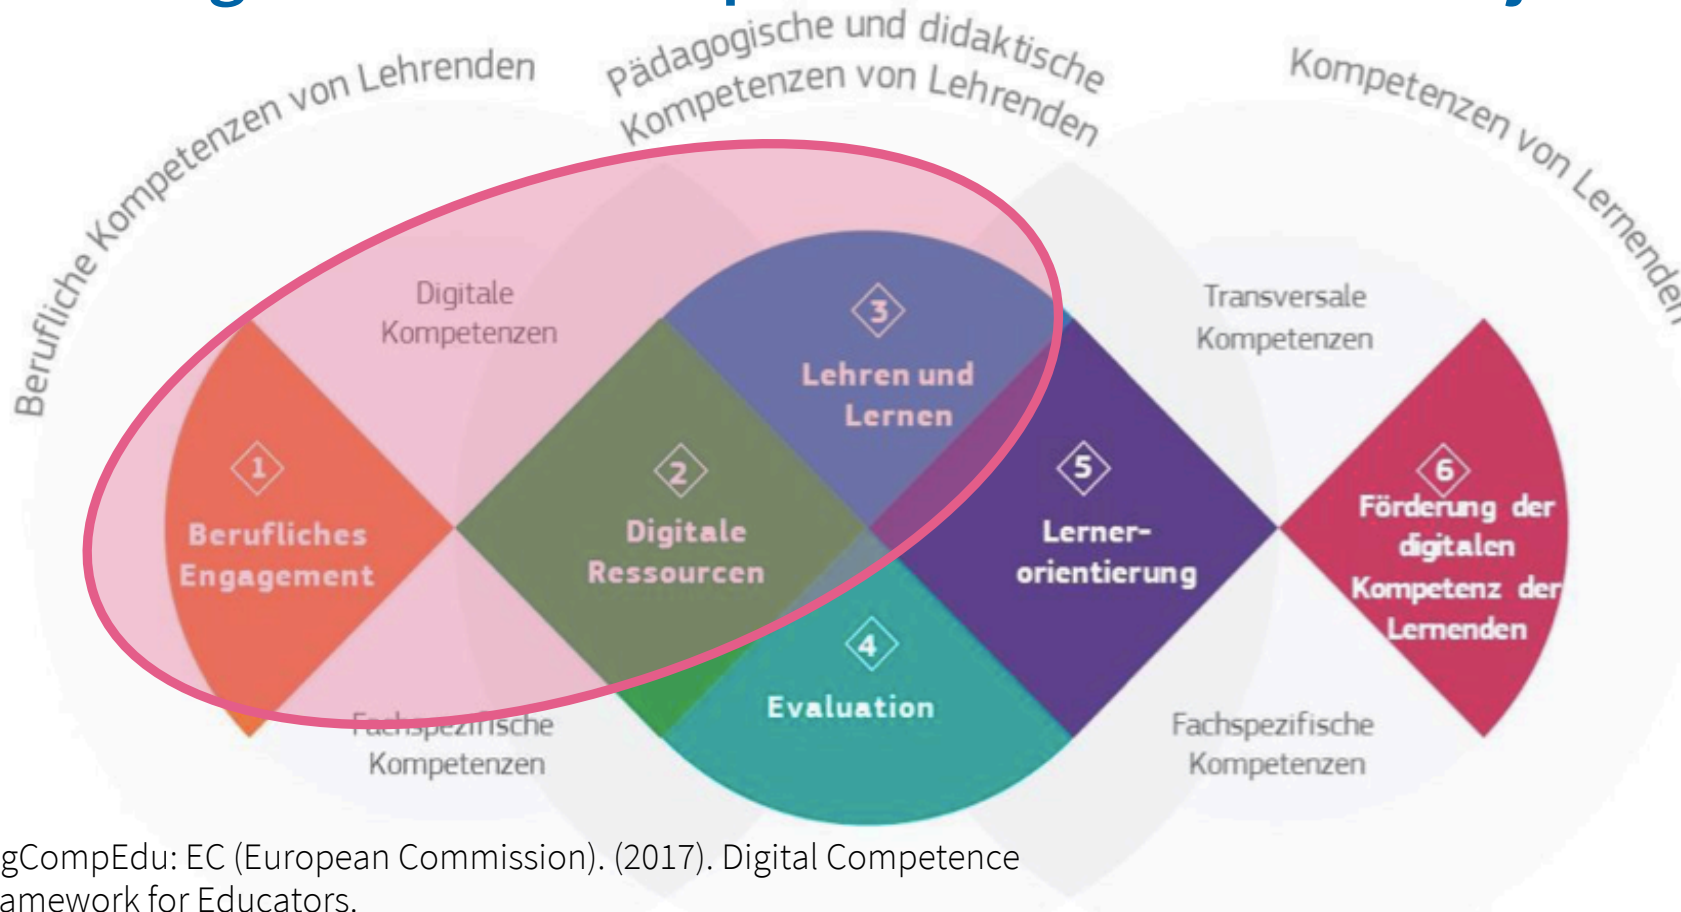 Berufliche Kompetenzen von Lehrenden
Pädagogische und didaktische
Kompetenzen von Lehrenden
Kompetenzen von Lernenden
Digitale
Kompetenzen
Transversale
Kompetenzen
1
Berufliches
Engagement
2
Digitale
Ressourcen
3
Lehren und
Lernen
4
Evaluation
5
Lerner-
orientierung
6
Förderung der
digitalen
Kompetenz der
Lernenden
Fachspezifische
Kompetenzen
Fachspezifische
Kompetenzen
gCompEdu: EC (European Commission). (2017). Digital Competence
amework for Educators.